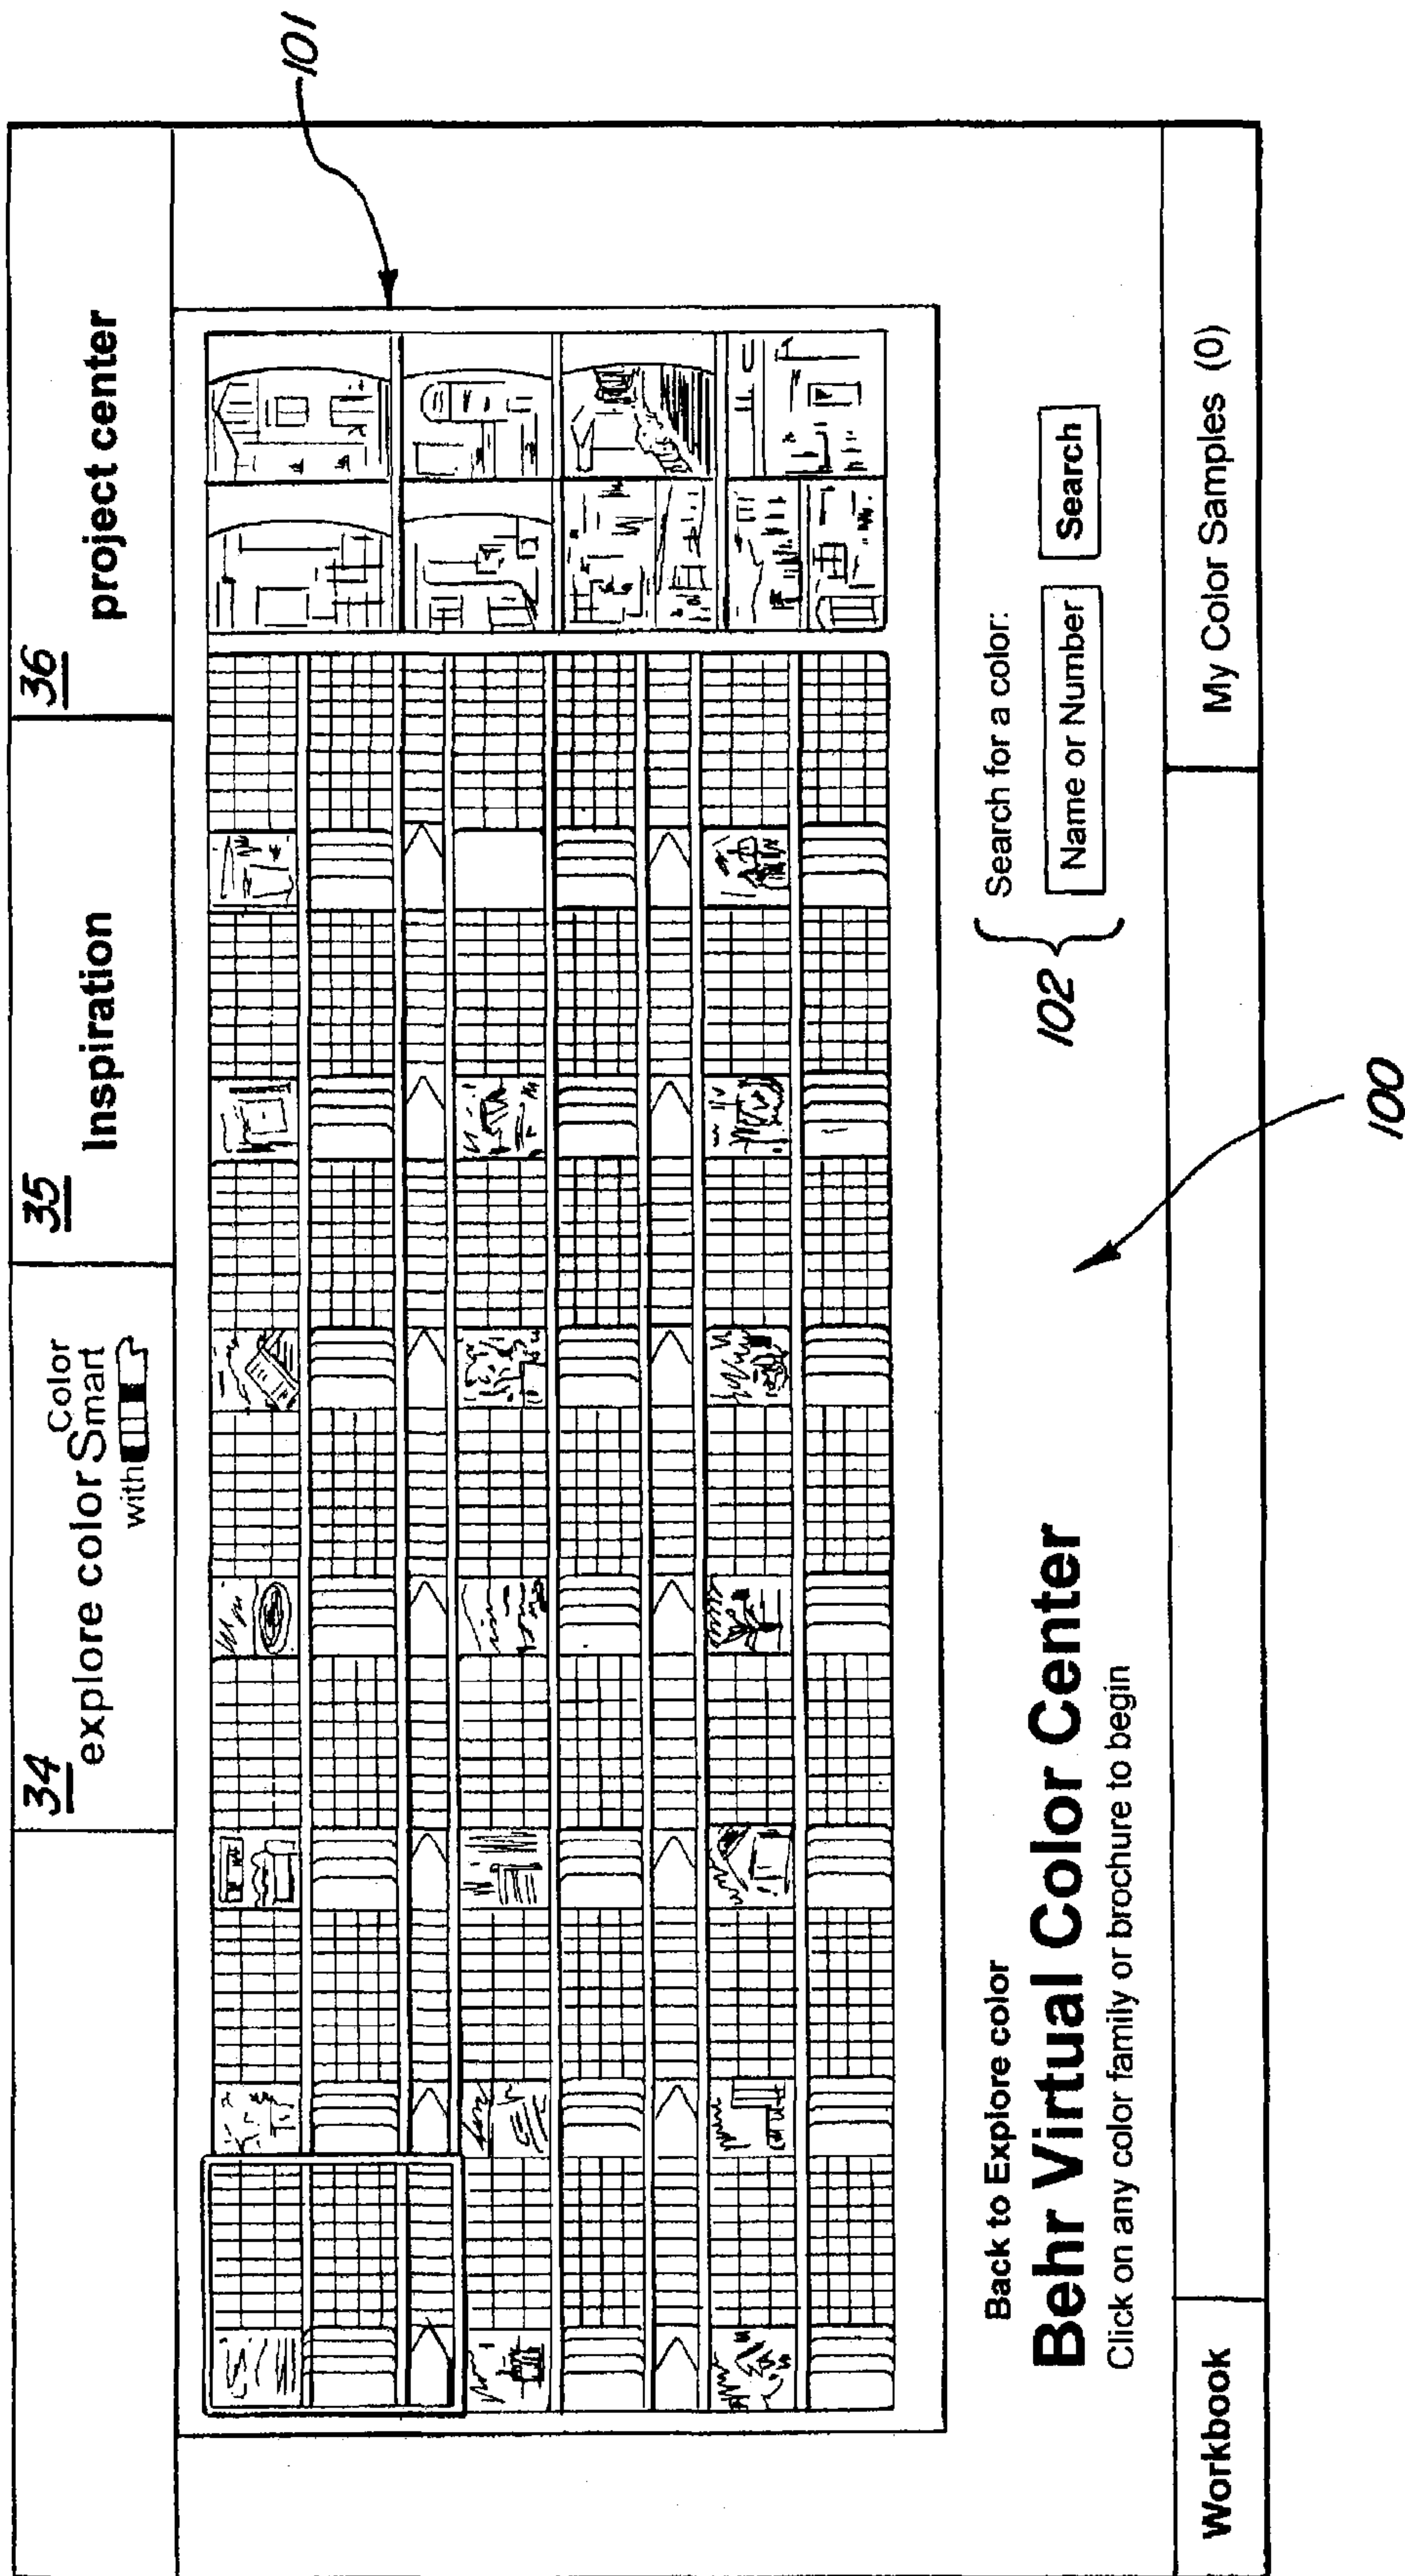 34
explore color
Color
Smart
with
35
Inspiration
36
project center
101
Back to Explore color
Behr Virtual Color Center
Click on any color family or brochure to begin
102
Search for a color:
Name or Number
Search
100
Workbook
My Color Samples (0)